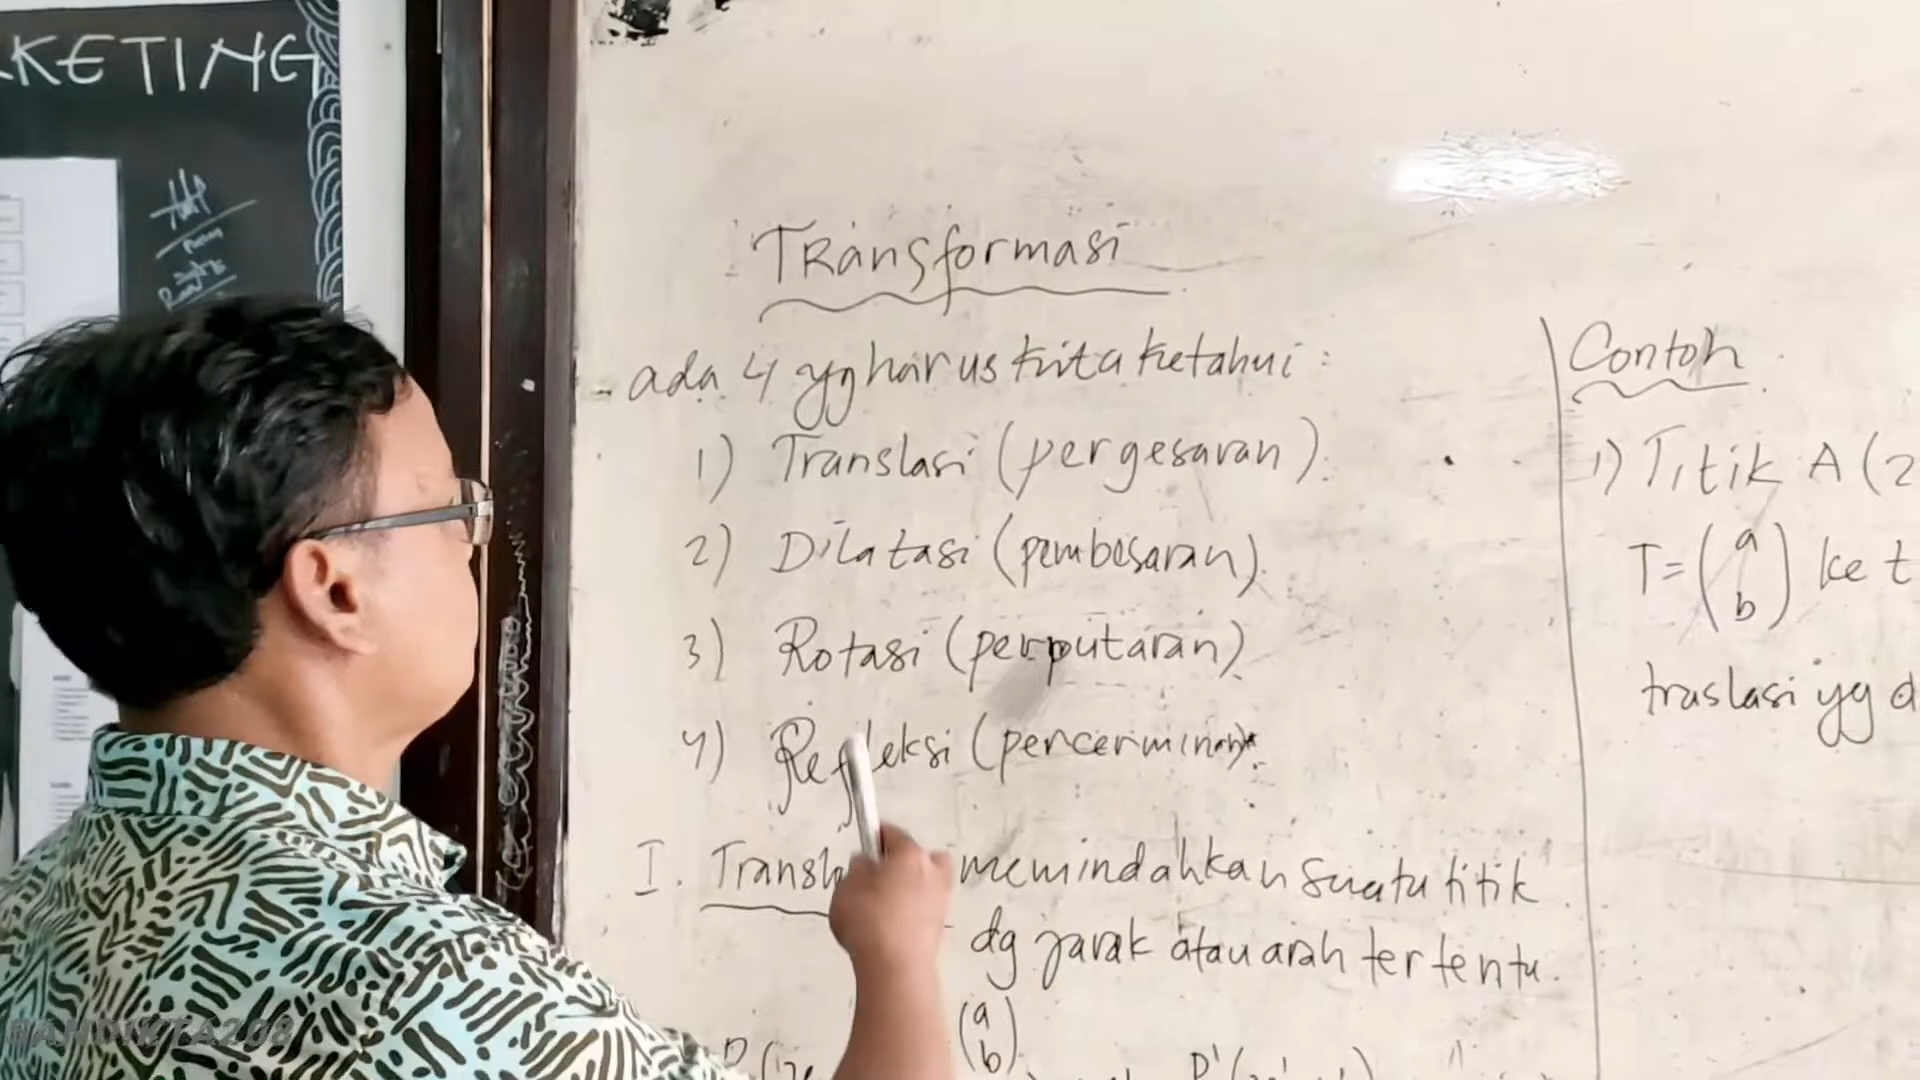 KETING
Transformasi
ada 4 yg harus kita ketahui :
1) Translasi (pergesaran).
2) Dilatasi (pembesaran).
3) Rotasi (perputaran).
4) Refleksi (percerminan).
I. Transl memindahkan suatu titik
dg jarak atau arah tertentu.
(a
b)
Contoh
1) Titik A (2
T= (a
b) ke t
traslasi yg d